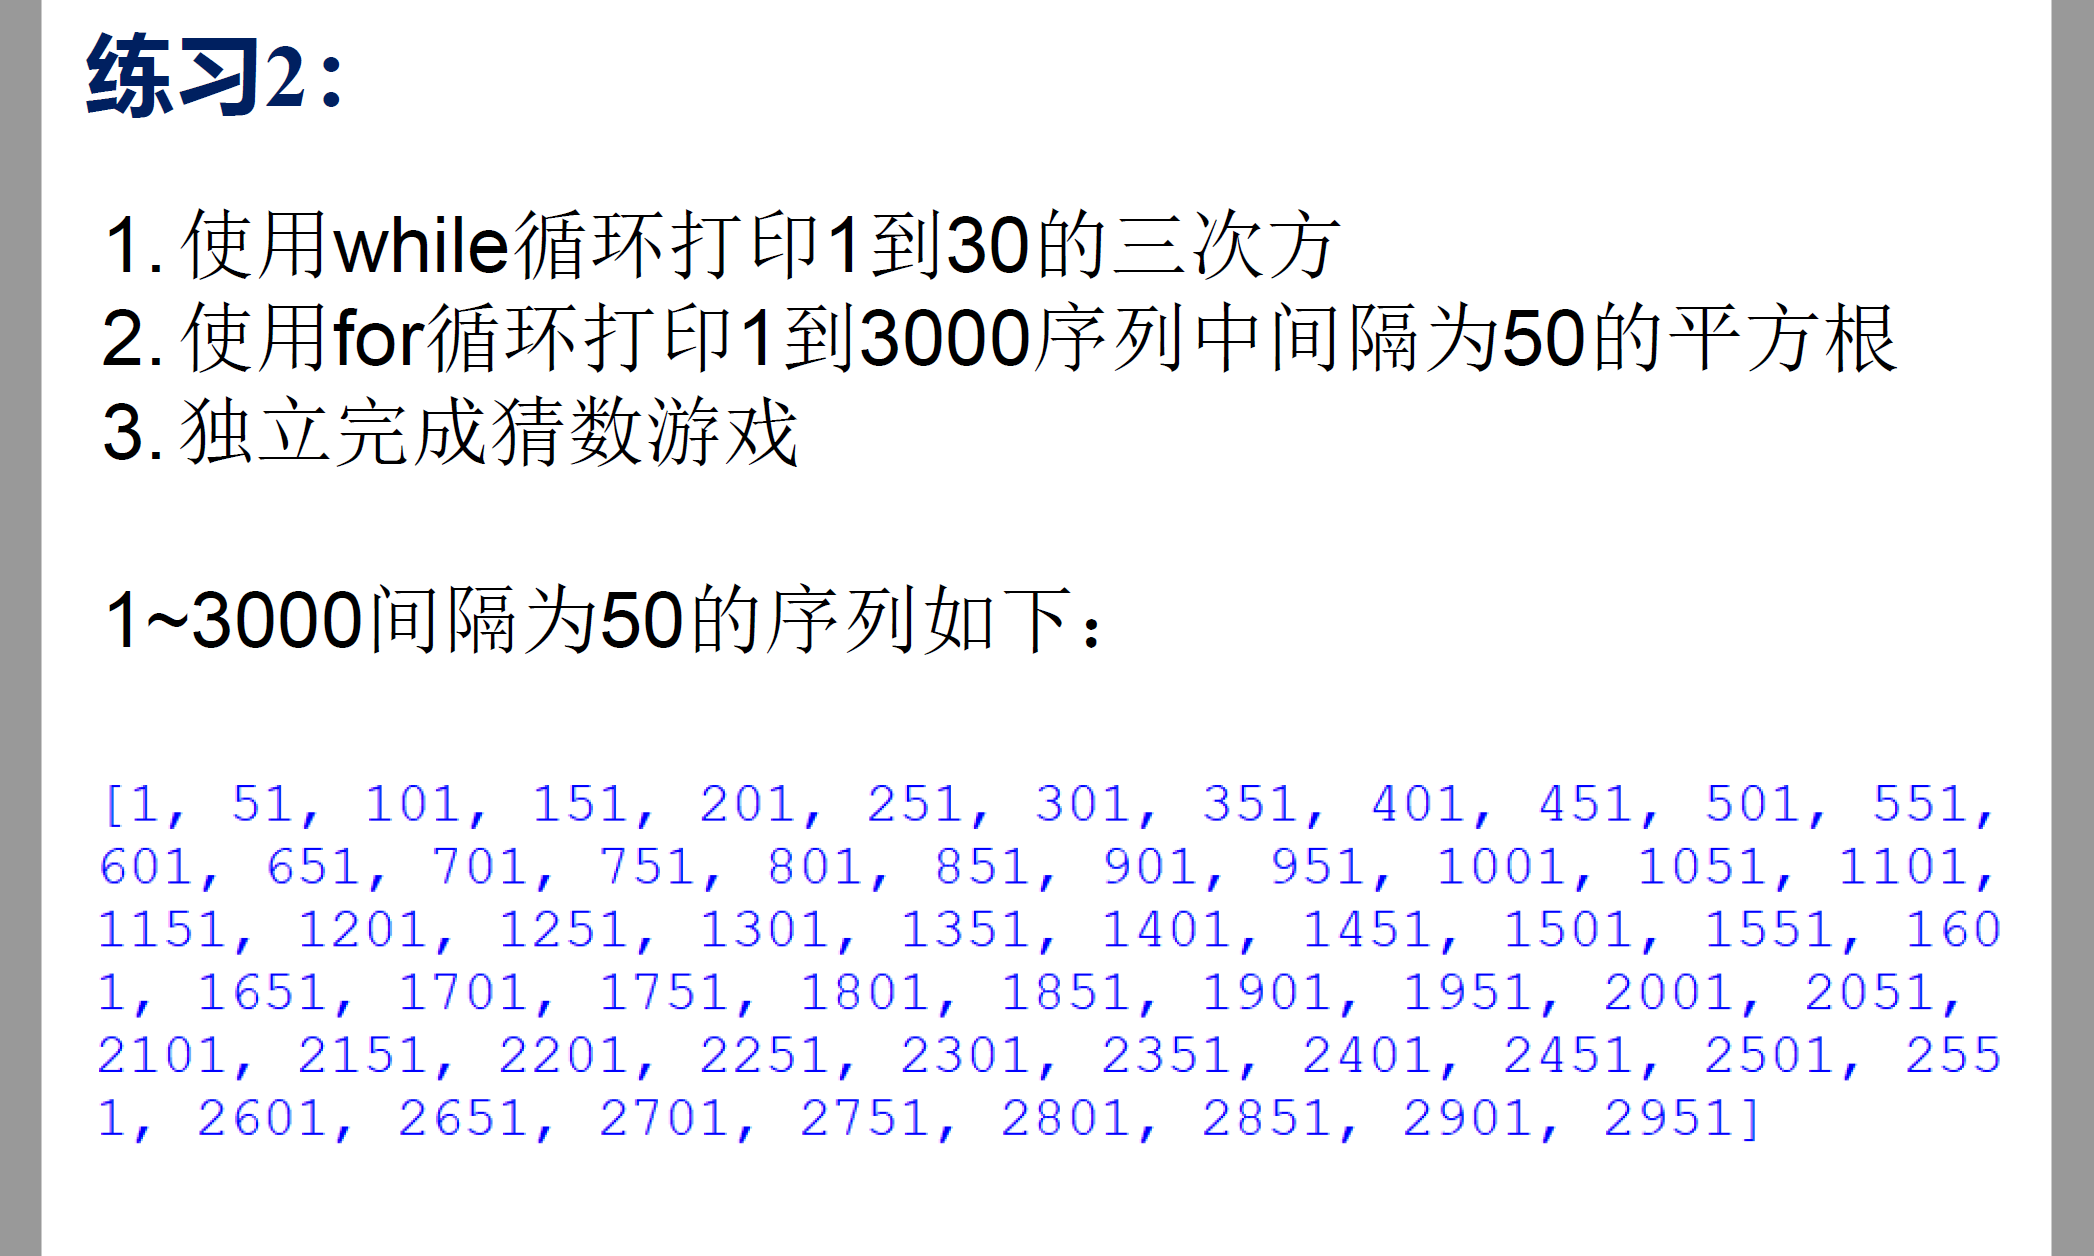 练习2：
1. 使用while循环打印1到30的三次方
2. 使用for循环打印1到3000序列中间隔为50的平方根
3. 独立完成猜数游戏
1~3000间隔为50的序列如下：
[1, 51, 101, 151, 201, 251, 301, 351, 401, 451, 501, 551,
601, 651, 701, 751, 801, 851, 901, 951, 1001, 1051, 1101,
1151, 1201, 1251, 1301, 1351, 1401, 1451, 1501, 1551, 160
1, 1651, 1701, 1751, 1801, 1851, 1901, 1951, 2001, 2051,
2101, 2151, 2201, 2251, 2301, 2351, 2401, 2451, 2501, 255
1, 2601, 2651, 2701, 2751, 2801, 2851, 2901, 2951]